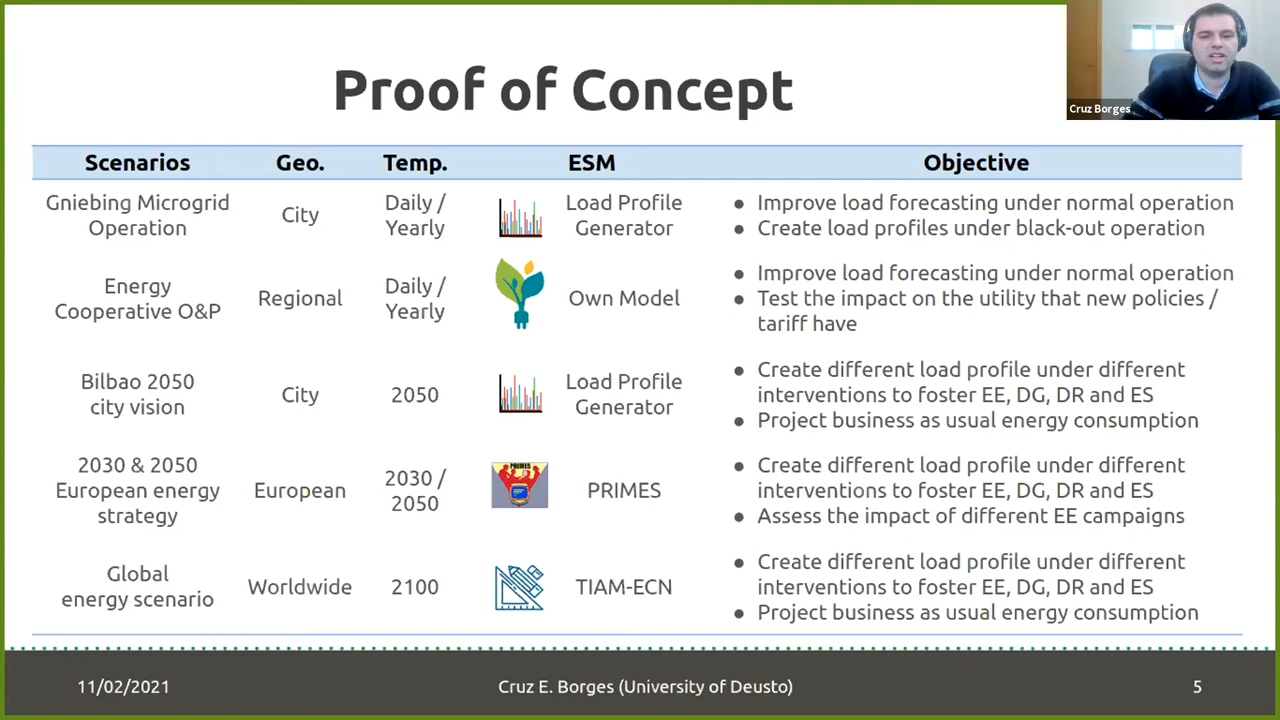 Proof of Concept
Cruz Borges
Scenarios Geo. Temp. ESM Objective
Gniebing Microgrid
Operation
City
Daily /
Yearly
Load Profile
Generator
● Improve load forecasting under normal operation
● Create load profiles under black-out operation
Energy
Cooperative O&P
Regional
Daily /
Yearly
Own Model
● Improve load forecasting under normal operation
● Test the impact on the utility that new policies /
tariff have
Bilbao 2050
city vision
City
2050
Load Profile
Generator
● Create different load profile under different
interventions to foster EE, DG, DR and ES
● Project business as usual energy consumption
2030 & 2050
European energy
strategy
European
2030 /
2050
PRIMES
PRIMES
● Create different load profile under different
interventions to foster EE, DG, DR and ES
● Assess the impact of different EE campaigns
Global
energy scenario
Worldwide
2100
TIAM-ECN
● Create different load profile under different
interventions to foster EE, DG, DR and ES
● Project business as usual energy consumption
11/02/2021
Cruz E. Borges (University of Deusto)
5